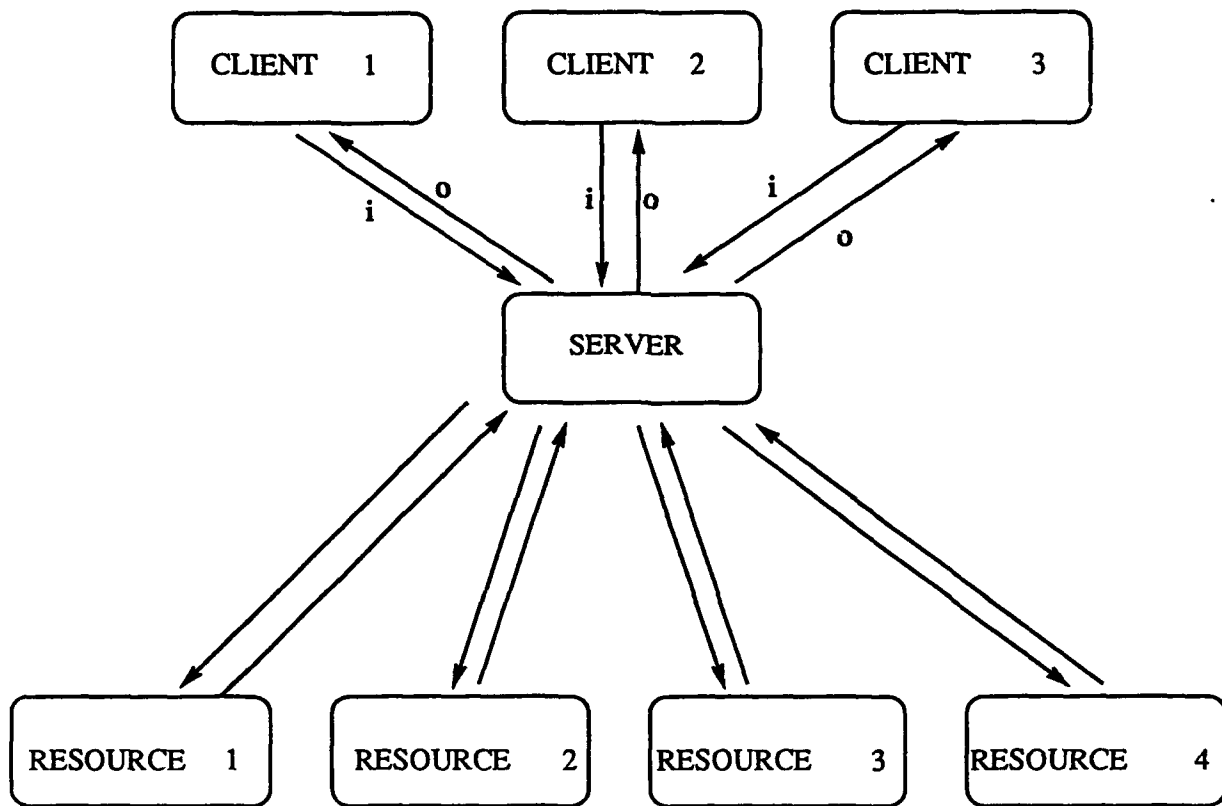 CLIENT 1
CLIENT 2
CLIENT 3
o
i
i
o
i
o
SERVER
RESOURCE 1
RESOURCE 2
RESOURCE 3
RESOURCE 4